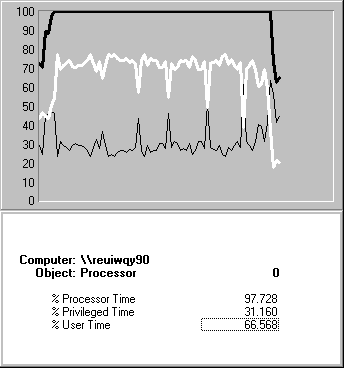 100
90
80
70
60
50
40
30
20
10
0
Computer: \\reuiwqy90
Object: Processor 0
% Processor Time 97.728
% Privileged Time 31.160
% User Time 66.568